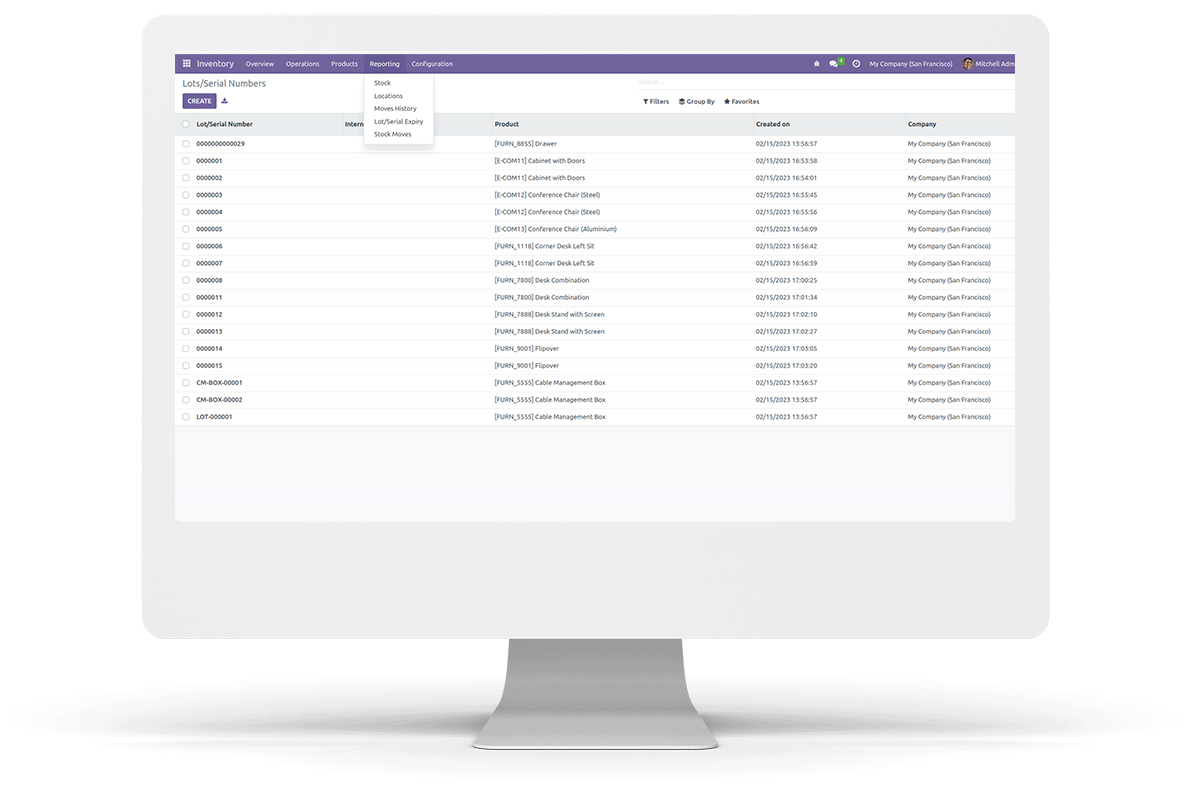 Inventory Overview Operations Products Reporting Configuration My Company (San Francisco) Mitchell Adm
Lots/Serial Numbers
Search...
CREATE
Filters Group By Favorites
Stock
Locations
Moves History
Lot/Serial Expiry
Stock Moves
Lot/Serial Number Intern Product Created on Company
0000000000029 [FURN_8855] Drawer 02/15/2023 13:56:57 My Company (San Francisco)
0000001 [E-COM11] Cabinet with Doors 02/15/2023 16:53:58 My Company (San Francisco)
0000002 [E-COM11] Cabinet with Doors 02/15/2023 16:54:01 My Company (San Francisco)
0000003 [E-COM12] Conference Chair (Steel) 02/15/2023 16:55:45 My Company (San Francisco)
0000004 [E-COM12] Conference Chair (Steel) 02/15/2023 16:55:56 My Company (San Francisco)
0000005 [E-COM13] Conference Chair (Aluminium) 02/15/2023 16:56:09 My Company (San Francisco)
0000006 [FURN_1118] Corner Desk Left Sit 02/15/2023 16:56:42 My Company (San Francisco)
0000007 [FURN_1118] Corner Desk Left Sit 02/15/2023 16:56:59 My Company (San Francisco)
0000008 [FURN_7800] Desk Combination 02/15/2023 17:00:25 My Company (San Francisco)
0000011 [FURN_7800] Desk Combination 02/15/2023 17:01:34 My Company (San Francisco)
0000012 [FURN_7888] Desk Stand with Screen 02/15/2023 17:02:10 My Company (San Francisco)
0000013 [FURN_7888] Desk Stand with Screen 02/15/2023 17:02:27 My Company (San Francisco)
0000014 [FURN_9001] Flipover 02/15/2023 17:03:05 My Company (San Francisco)
0000015 [FURN_9001] Flipover 02/15/2023 17:03:20 My Company (San Francisco)
CM-BOX-00001 [FURN_5555] Cable Management Box 02/15/2023 13:56:57 My Company (San Francisco)
CM-BOX-00002 [FURN_5555] Cable Management Box 02/15/2023 13:56:57 My Company (San Francisco)
LOT-000001 [FURN_5555] Cable Management Box 02/15/2023 13:56:57 My Company (San Francisco)